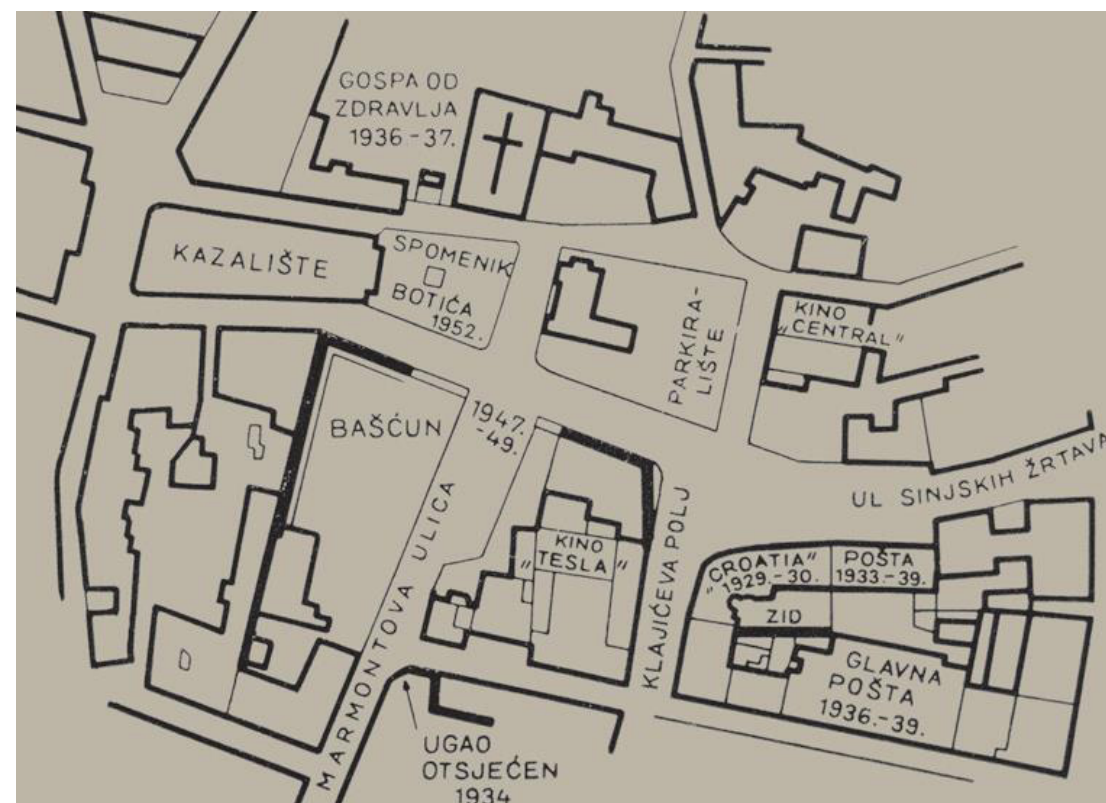 GOSPA OD
ZDRAVLJA
1936.-37.
KAZALIŠTE
SPOMENIK
BOTIĆA
1952.
PARKIRA-
LIŠTE
KINO
„CENTRAL"
BAŠĆUN
1947.
-49.
MARMONTOVA ULICA
KINO
„TESLA"
KLAJIĆEVA POLJ
UL SINJSKIH ŽRTAVA
„CROATIA"
1929.-30.
POŠTA
1933.-39.
ZID
GLAVNA
POŠTA
1936.-39.
UGAO
OTSJEĆEN
1934